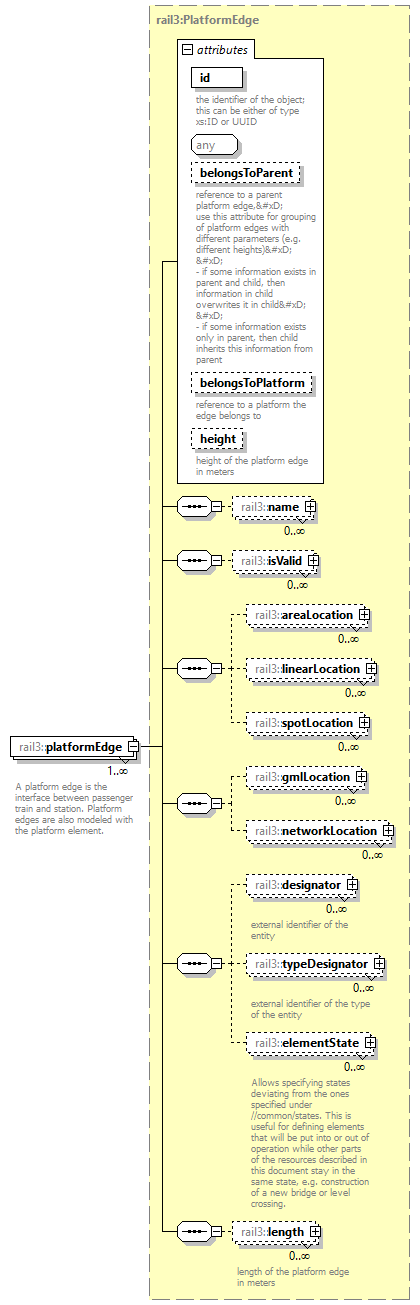 rail3:PlatformEdge
attributes
id
the identifier of the object;
this can be either of type
xs:ID or UUID
any
belongsToParent
reference to a parent
platform edge,&#xD;
use this attribute for grouping
of platform edges with
different parameters (e.g.
different heights)&#xD;
&#xD;
- if some information exists in
parent and child, then
information in child
overwrites it in child&#xD;
&#xD;
- if some information exists
only in parent, then child
inherits this information from
parent
belongsToPlatform
reference to a platform the
edge belongs to
height
height of the platform edge
in meters
rail3::name
0..∞
rail3::isValid
0..∞
rail3::areaLocation
0..∞
rail3::linearLocation
0..∞
rail3::spotLocation
0..∞
rail3::platformEdge
1..∞
A platform edge is the
interface between passenger
train and station. Platform
edges are also modeled with
the platform element.
rail3::gmlLocation
0..∞
rail3::networkLocation
0..∞
rail3::designator
0..∞
external identifier of the
entity
rail3::typeDesignator
0..∞
external identifier of the type
of the entity
rail3::elementState
0..∞
Allows specifying states
deviating from the ones
specified under
//common/states. This is
useful for defining elements
that will be put into or out of
operation while other parts
of the resources described in
this document stay in the
same state, e.g. construction
of a new bridge or level
crossing.
rail3::length
0..∞
length of the platform edge
in meters